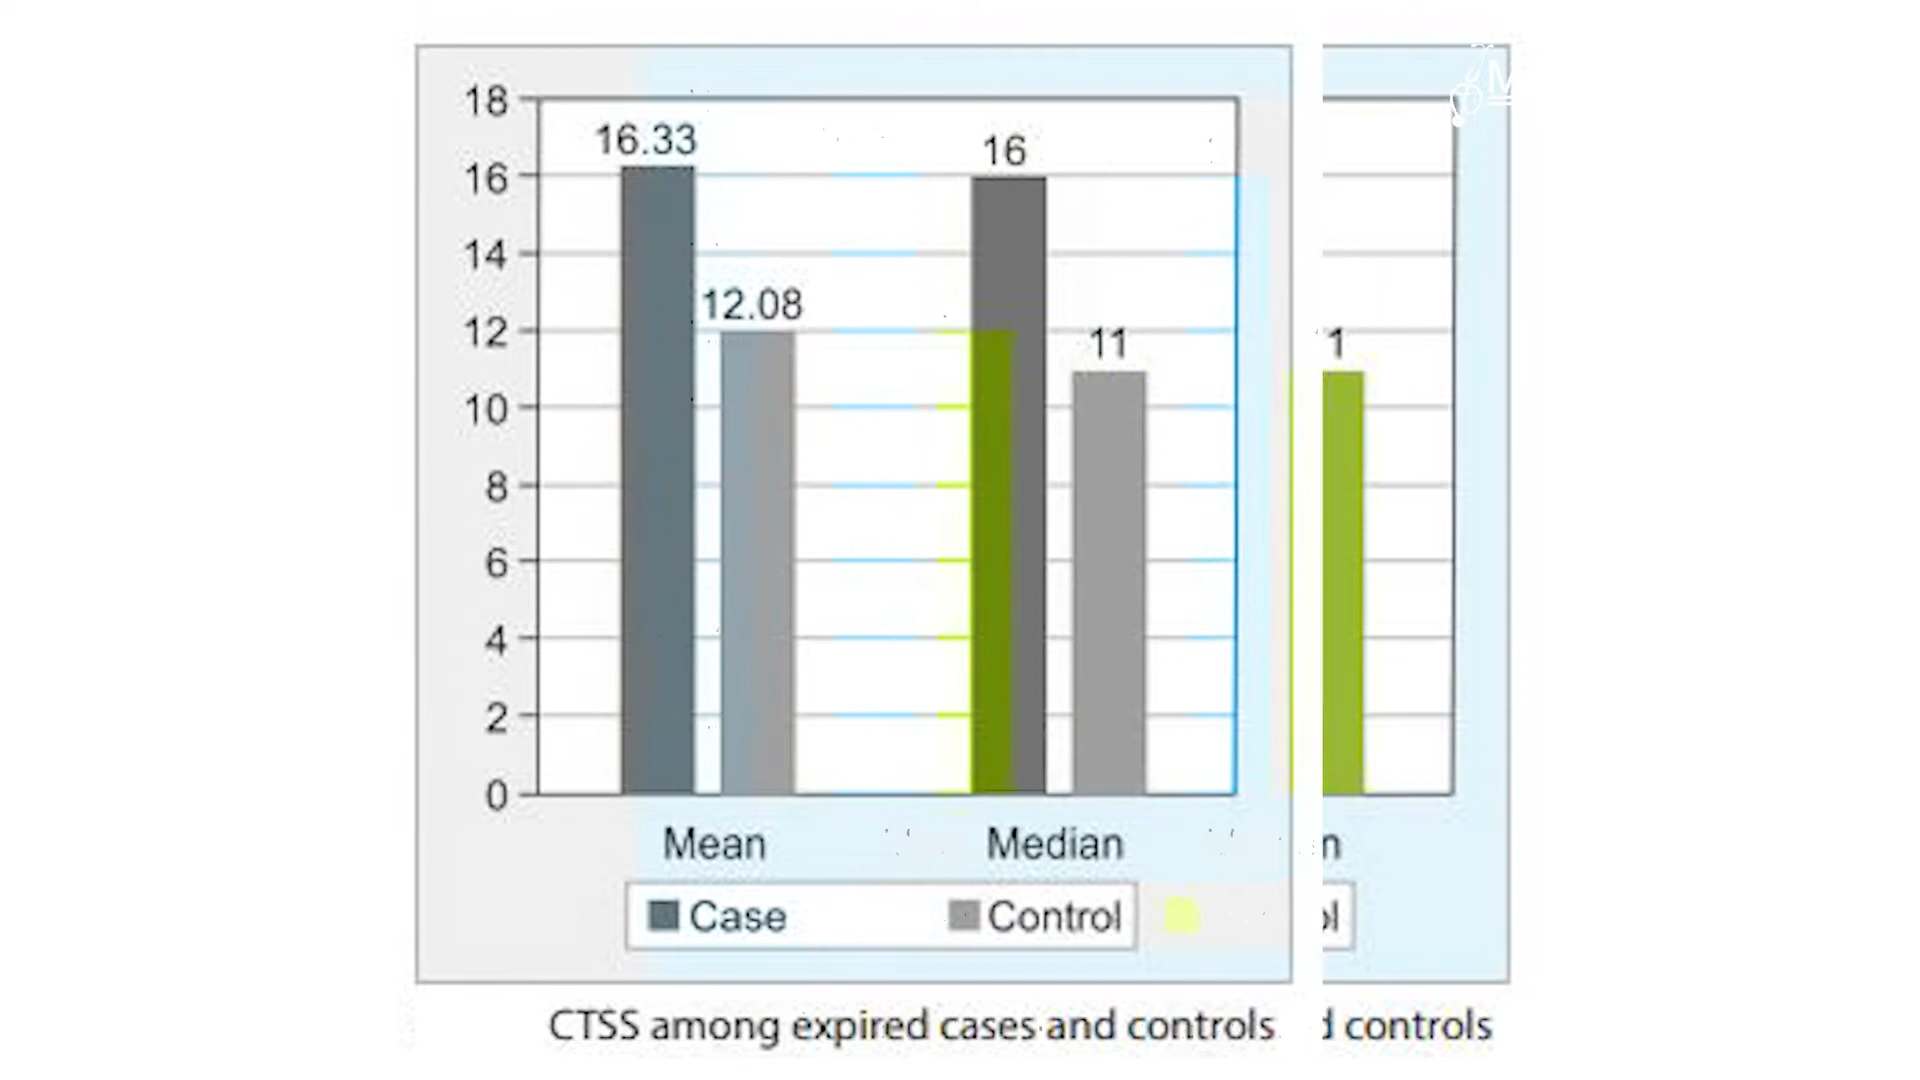 18
16.33
16
16
14
12.08
12
11
1
10
8
6
4
2
0
Mean
Median
n
Case
Control
ol
CTSS among expired cases and controls
d controls
M